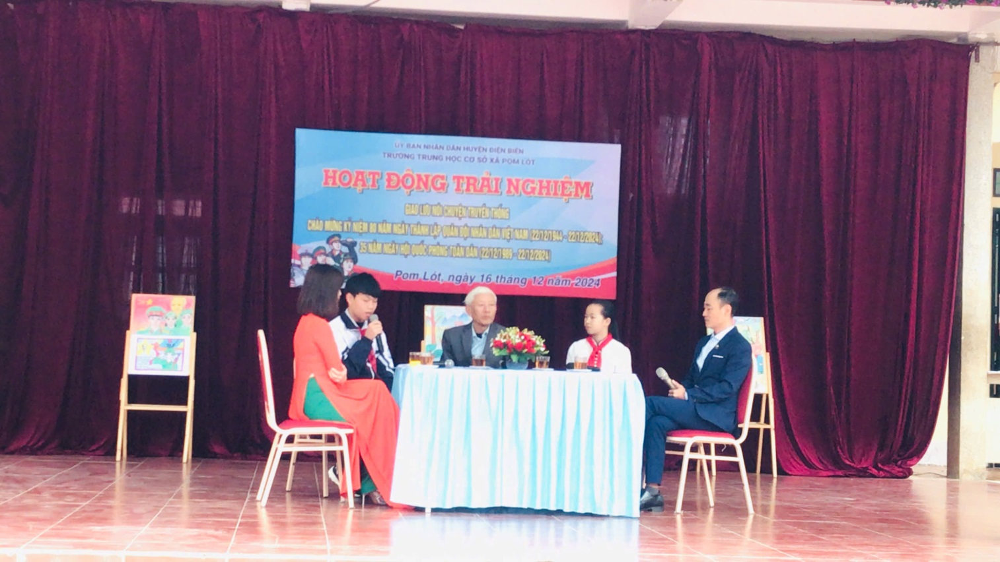 ỦY BAN NHÂN DÂN HUYỆN ĐIỆN BIÊN
TRƯỜNG TRUNG HỌC CƠ SỞ XÃ POM LÓT
HOẠT ĐỘNG TRẢI NGHIỆM
GIAO LƯU NÓI CHUYỆN TRUYỀN THỐNG
CHÀO MỪNG KỶ NIỆM 80 NĂM NGÀY THÀNH LẬP QUÂN ĐỘI NHÂN DÂN VIỆT NAM (22/12/1944 - 22/12/2024);
35 NĂM NGÀY HỘI QUỐC PHÒNG TOÀN DÂN (22/12/1989 - 22/12/2024)
Pom Lót, ngày 16 tháng 12 năm 2024